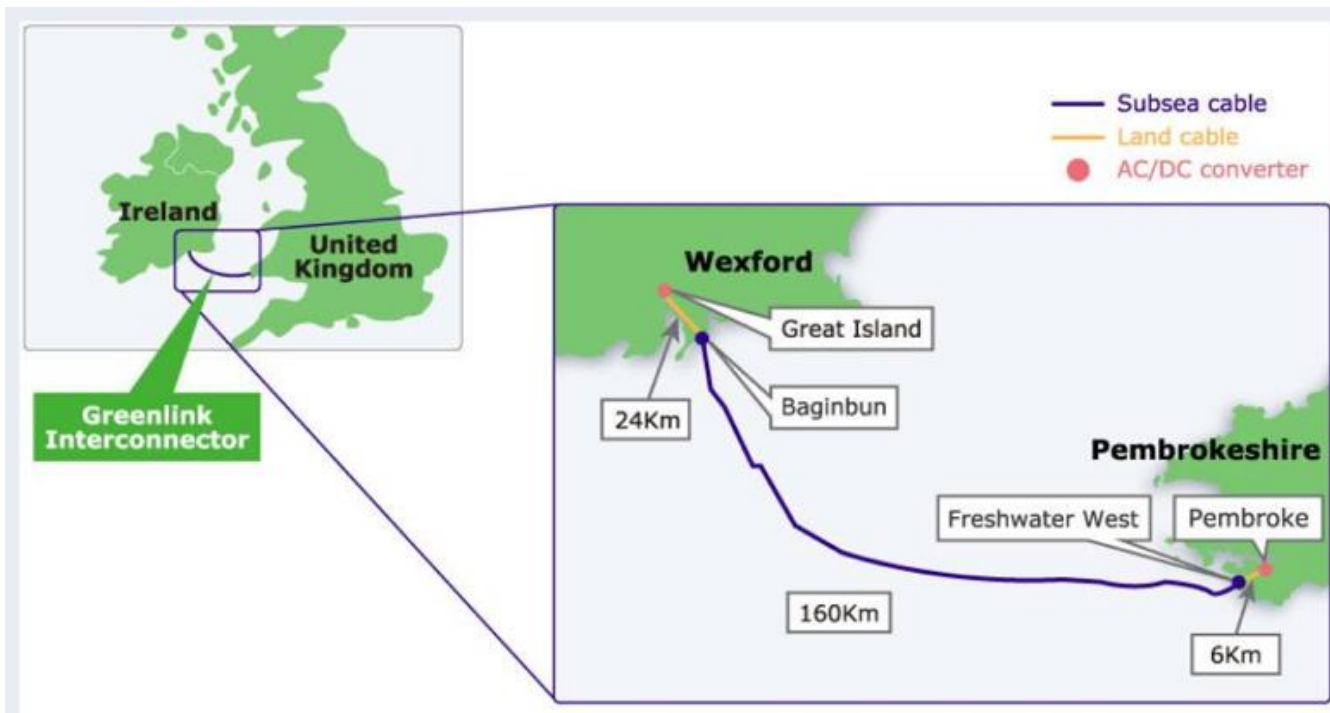 Subsea cable
Land cable
AC/DC converter
Ireland
United
Kingdom
Greenlink
Interconnector
Wexford
Great Island
Baginbun
24Km
Pembrokeshire
Freshwater West
Pembroke
160Km
6Km